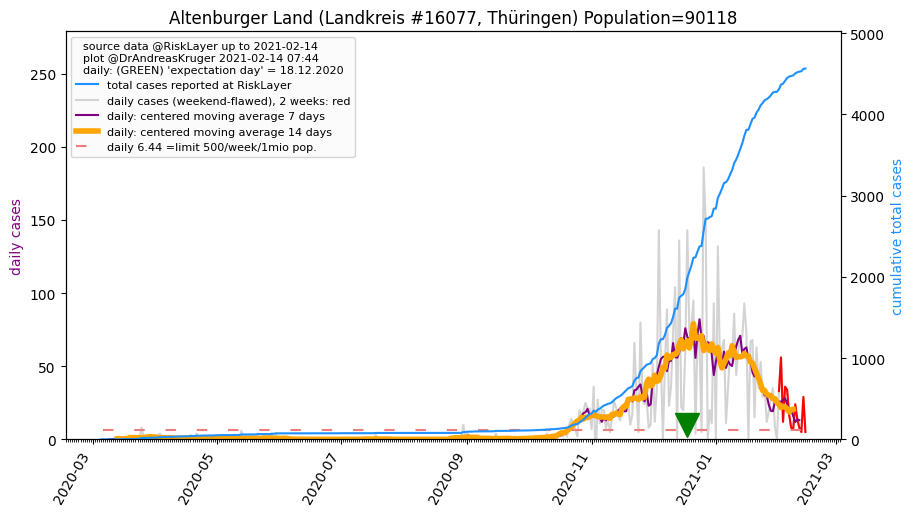 Altenburger Land (Landkreis #16077, Thüringen) Population=90118
source data @RiskLayer up to 2021-02-14
plot @DrAndreasKruger 2021-02-14 07:44
daily: (GREEN) 'expectation day' = 18.12.2020
total cases reported at RiskLayer
daily cases (weekend-flawed), 2 weeks: red
daily: centered moving average 7 days
daily: centered moving average 14 days
daily 6.44 =limit 500/week/1mio pop.
daily cases
250
200
150
100
50
0
cumulative total cases
5000
4000
3000
2000
1000
0
2020-03
2020-05
2020-07
2020-09
2020-11
2021-01
2021-03